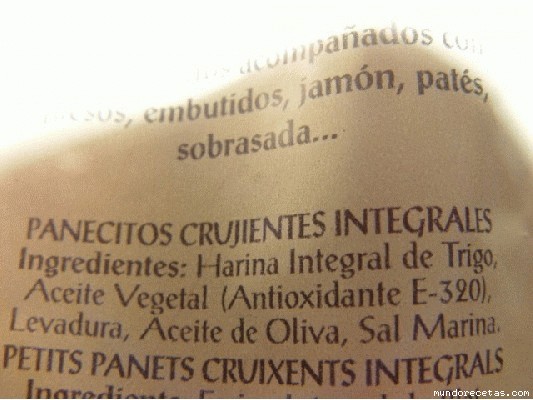 acompañados
embutidos, jamón, patés,
sobrasada...
PANECITOS CRUJIENTES INTEGRALES
Ingredientes: Harina Integral de Trigo,
Aceite Vegetal (Antioxidante E-320),
Levadura, Aceite de Oliva, Sal Marina.
PETITS PANETS CRUIXENTS INTEGRALS
mundorecetas.com